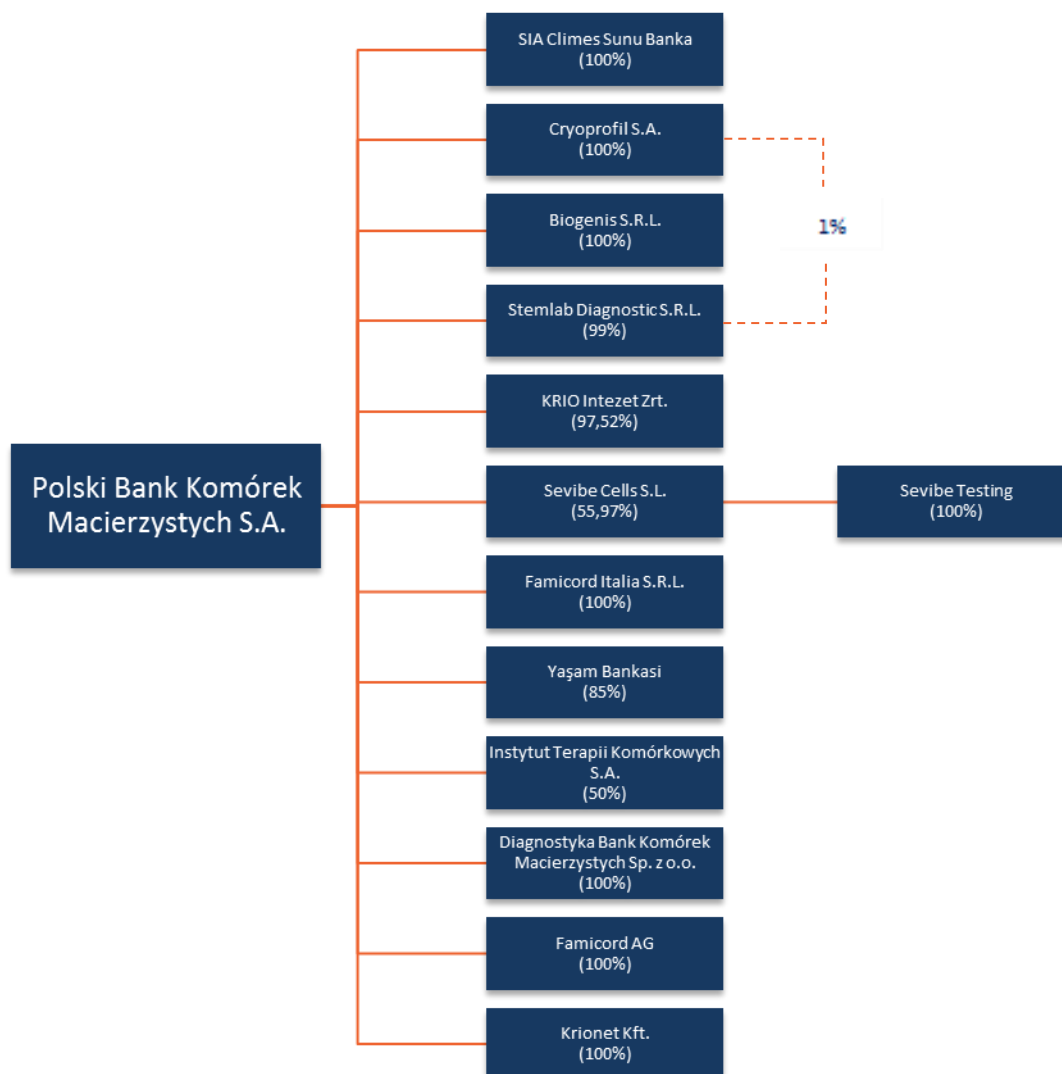 SIA Climes Sunu Banka
(100%)
Cryoprofil S.A.
(100%)
Biogenis S.R.L.
(100%)
1%
Stemlab Diagnostic S.R.L.
(99%)
KRIO Intezet Zrt.
(97,52%)
Polski Bank Komórek
Macierzystych S.A.
Sevibe Cells S.L.
(55,97%)
Sevibe Testing
(100%)
Famicord Italia S.R.L.
(100%)
Yaşam Bankasi
(85%)
Instytut Terapii Komórkowych
S.A.
(50%)
Diagnostyka Bank Komórek
Macierzystych Sp. z o.o.
(100%)
Famicord AG
(100%)
Krionet Kft.
(100%)